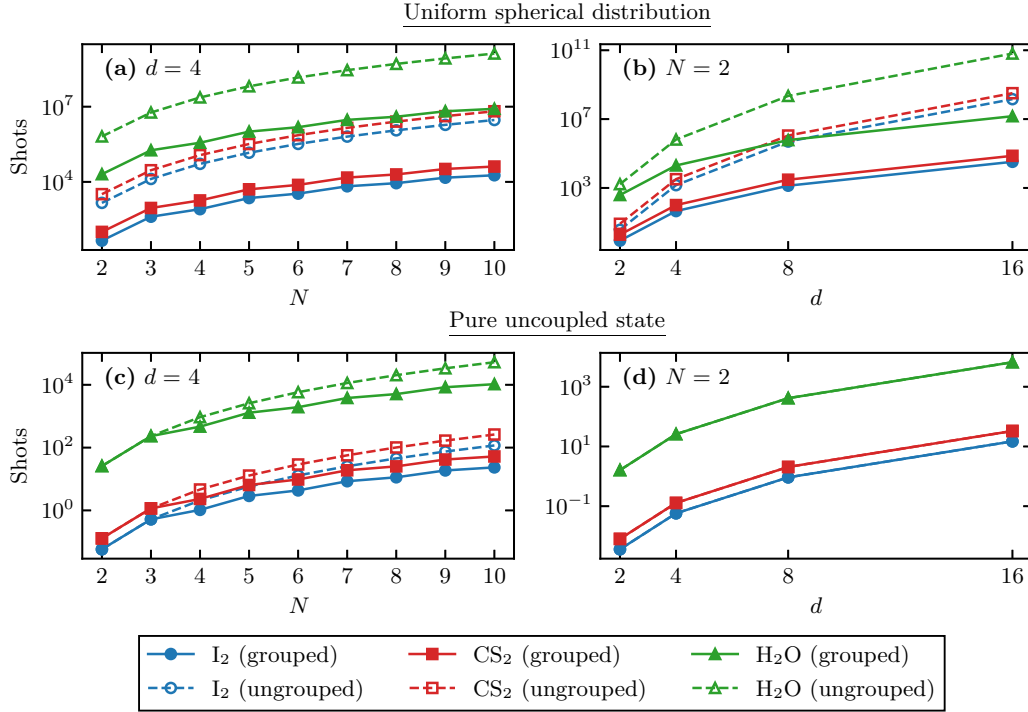 Uniform spherical distribution
(a) d = 4
(b) N = 2
Shots
10^7
10^4
10^11
10^7
10^3
2 3 4 5 6 7 8 9 10
2 4 8 16
N
d
Pure uncoupled state
(c) d = 4
(d) N = 2
Shots
10^4
10^2
10^0
10^3
10^1
10^−1
2 3 4 5 6 7 8 9 10
2 4 8 16
N
d
I₂ (grouped) CS₂ (grouped) H₂O (grouped)
I₂ (ungrouped) CS₂ (ungrouped) H₂O (ungrouped)